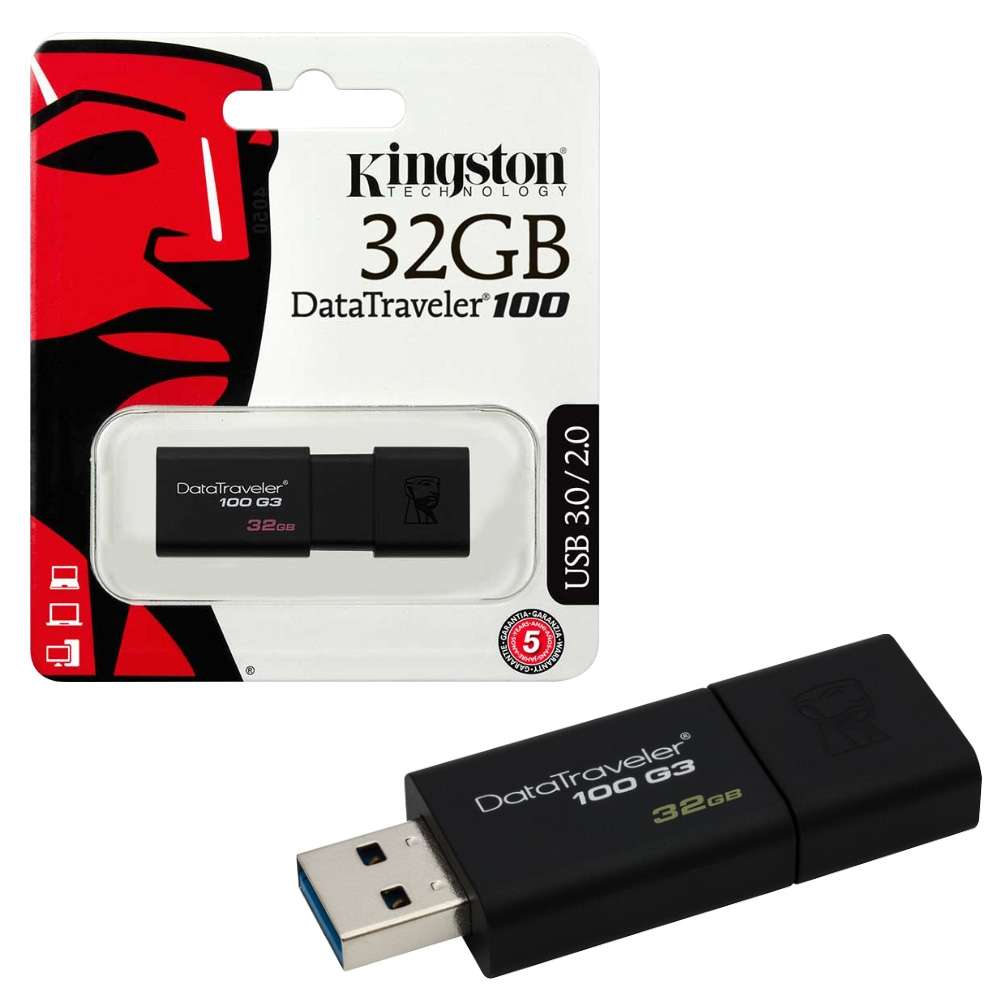 Kingston
TECHNOLOGY
32GB
DataTraveler® 100
4050
DataTraveler®
100 G3
32GB
USB 3.0 / 2.0
5
®
DataTraveler®
100 G3
32GB